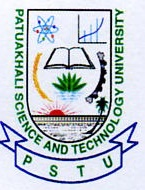 PATUAKHALI SCIENCE AND TECHNOLOGY UNIVERSITY
P S T U